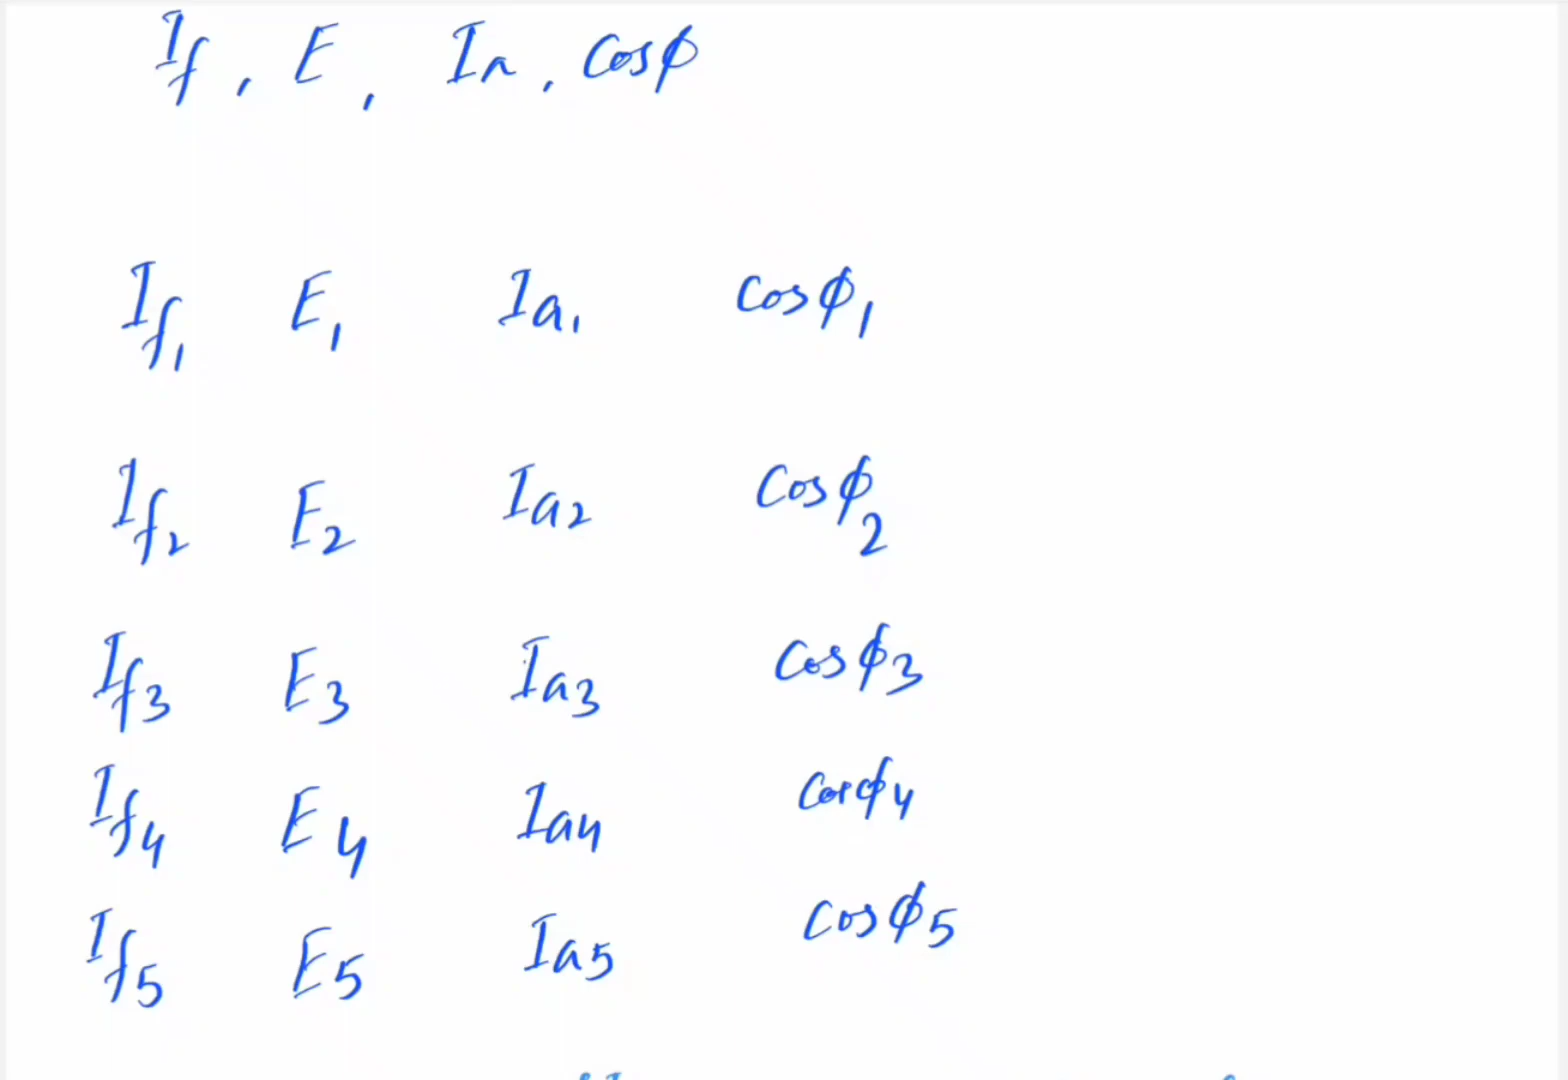 If, E, Ia, Cosϕ
If1 E1 Ia1 Cosϕ1
If2 E2 Ia2 Cosϕ2
If3 E3 Ia3 Cosϕ3
If4 E4 Ia4 Cosϕ4
If5 E5 Ia5 Cosϕ5